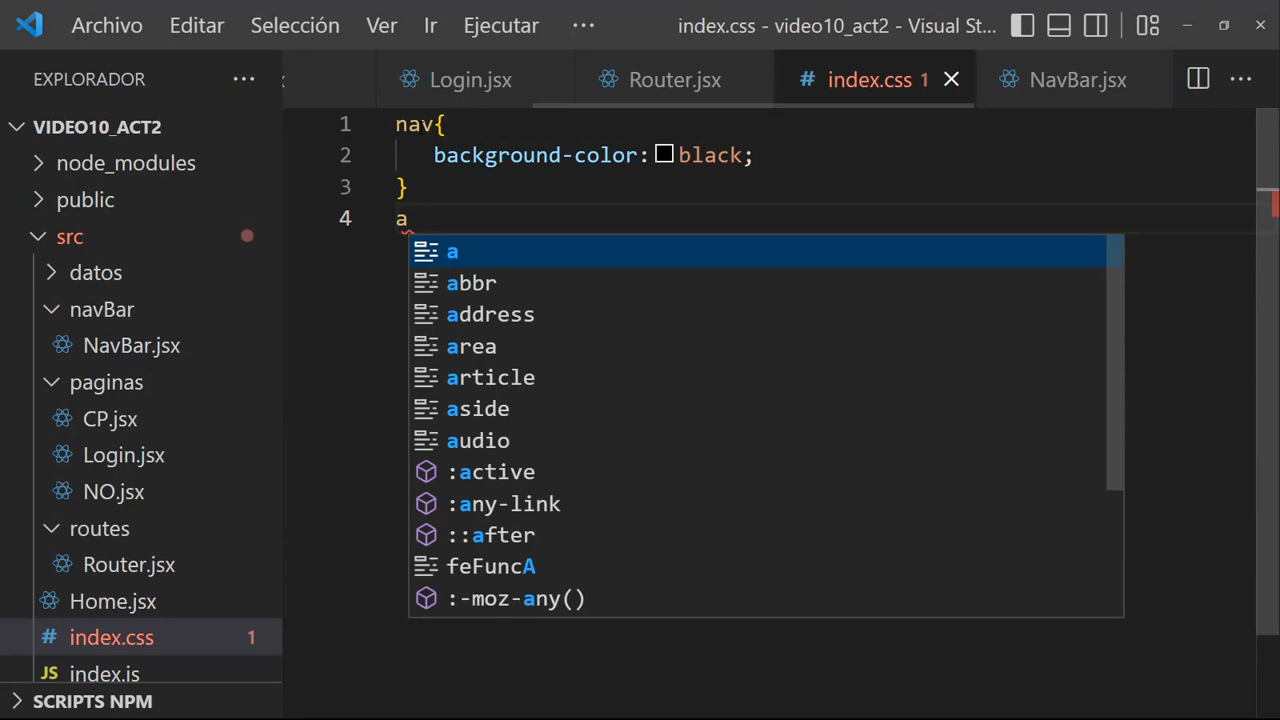 Archivo Editar Selección Ver Ir Ejecutar ··· index.css - video10_act2 - Visual St...
EXPLORADOR ···
Login.jsx Router.jsx # index.css 1 NavBar.jsx ···
VIDEO10_ACT2
node_modules
public
src
datos
navBar
NavBar.jsx
paginas
CP.jsx
Login.jsx
NO.jsx
routes
Router.jsx
Home.jsx
# index.css 1
JS index.js
SCRIPTS NPM
1 nav{
2 background-color: black;
3 }
4 a
a
abbr
address
area
article
aside
audio
:active
:any-link
::after
feFuncA
:-moz-any()